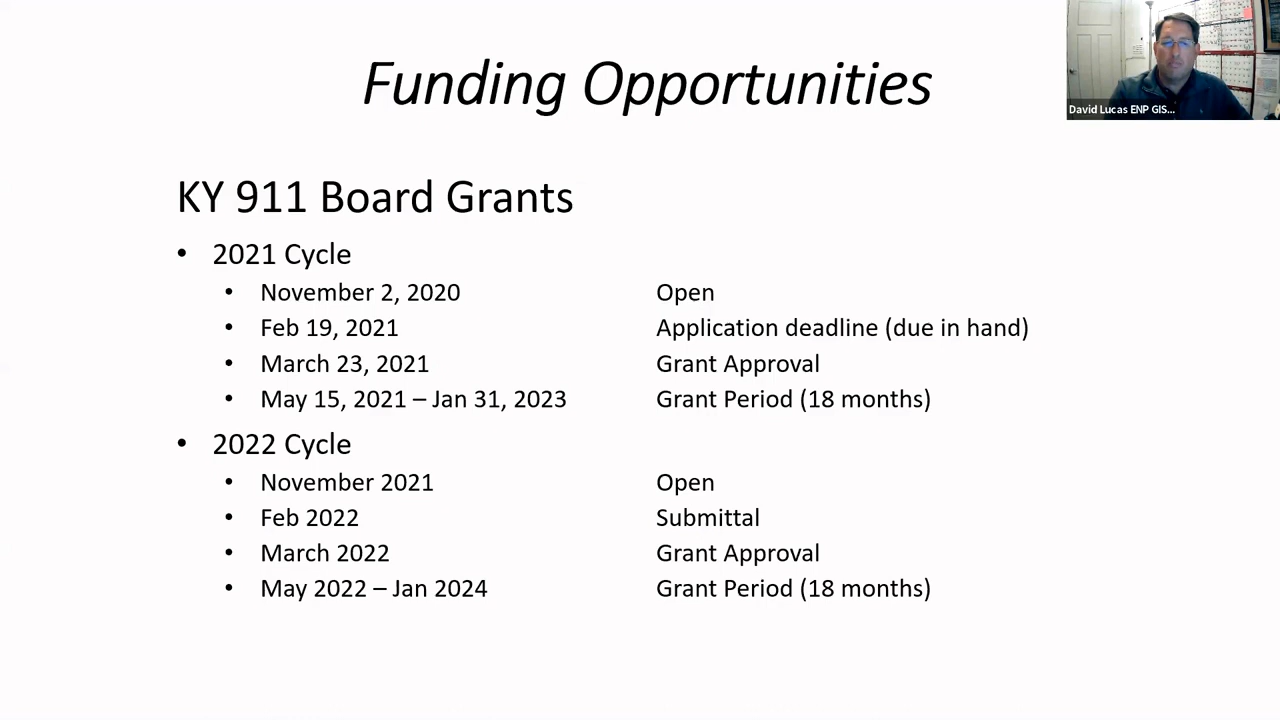 Funding Opportunities
David Lucas ENP GIS...
KY 911 Board Grants
• 2021 Cycle
• November 2, 2020 Open
• Feb 19, 2021 Application deadline (due in hand)
• March 23, 2021 Grant Approval
• May 15, 2021 – Jan 31, 2023 Grant Period (18 months)
• 2022 Cycle
• November 2021 Open
• Feb 2022 Submittal
• March 2022 Grant Approval
• May 2022 – Jan 2024 Grant Period (18 months)